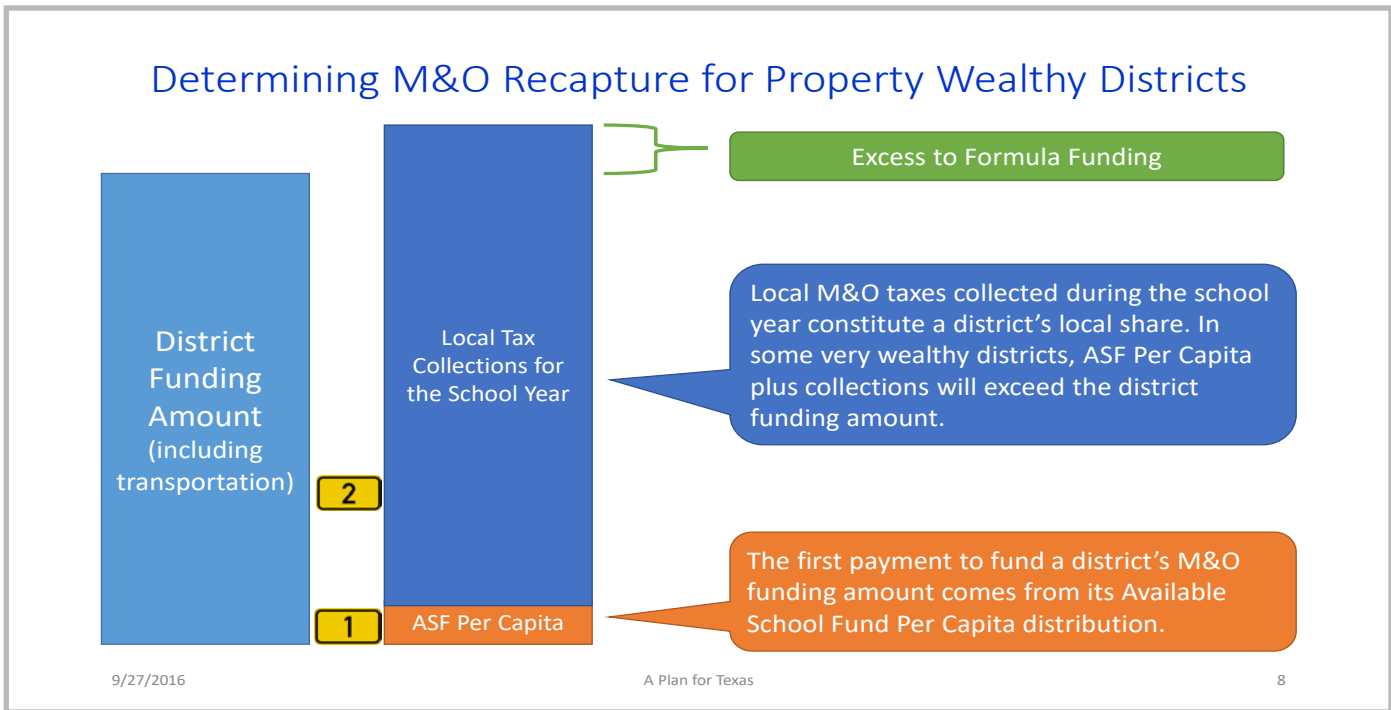 Determining M&O Recapture for Property Wealthy Districts
Excess to Formula Funding
District
Funding
Amount
(including
transportation)
Local Tax
Collections for
the School Year
Local M&O taxes collected during the school
year constitute a district’s local share. In
some very wealthy districts, ASF Per Capita
plus collections will exceed the district
funding amount.
2
1
ASF Per Capita
The first payment to fund a district’s M&O
funding amount comes from its Available
School Fund Per Capita distribution.
9/27/2016
A Plan for Texas
8